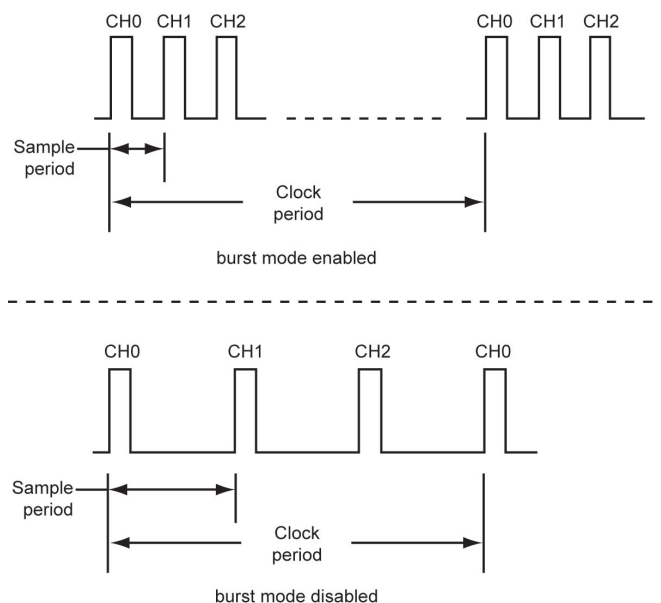 CH0 CH1 CH2 CH0 CH1 CH2
Sample
period
Clock
period
burst mode enabled
CH0 CH1 CH2 CH0
Sample
period
Clock
period
burst mode disabled